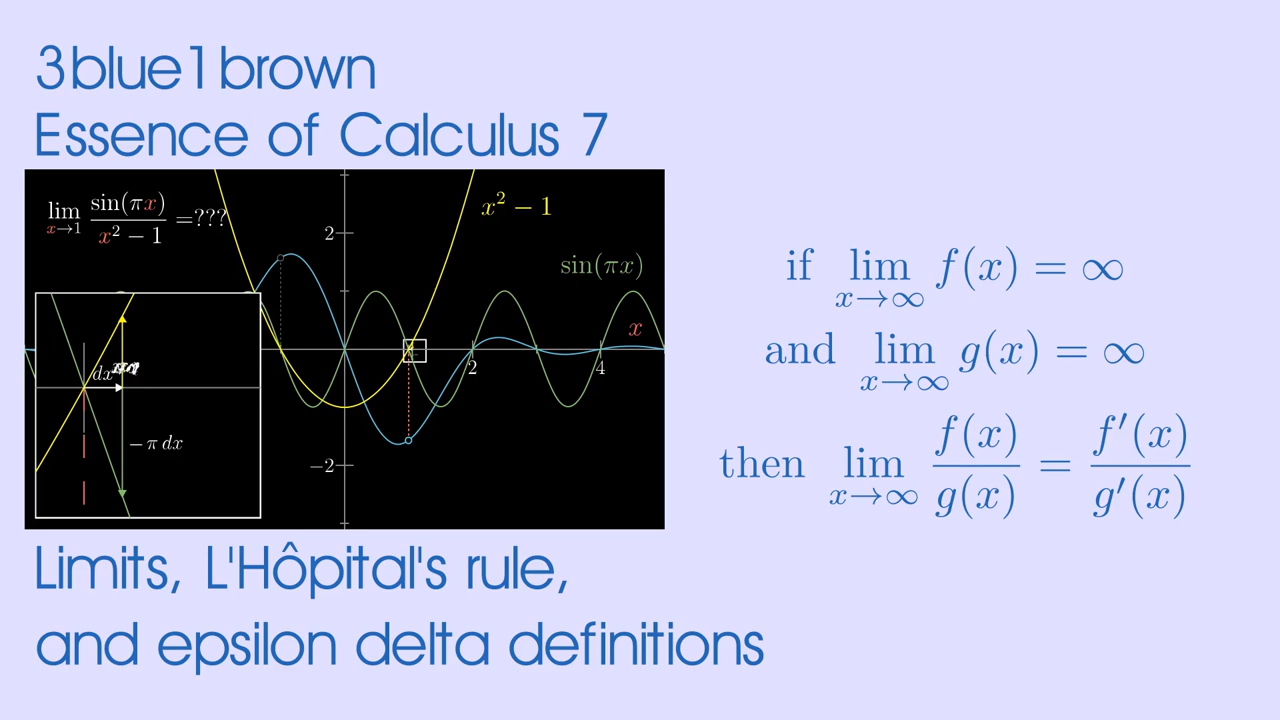 3blue1brown
Essence of Calculus 7
lim x→1 sin(πx) / x² − 1 =???
x² − 1
2
sin(πx)
x
dx
2
4
−π dx
−2
if lim x→∞ f(x) = ∞
and lim x→∞ g(x) = ∞
then lim x→∞ f(x)/g(x) = f′(x)/g′(x)
Limits, L'Hôpital's rule,
and epsilon delta definitions